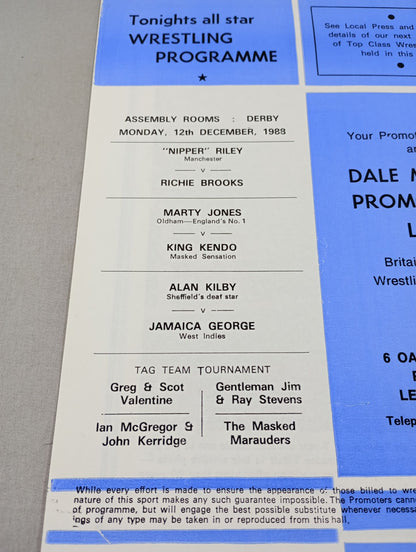 Tonights all star
WRESTLING
PROGRAMME
★
See Local Press and
details of our next
of Top Class Wres
held in this
ASSEMBLY ROOMS : DERBY
MONDAY, 12th DECEMBER, 1988
"NIPPER" RILEY
Manchester
v
RICHIE BROOKS
MARTY JONES
Oldham—England's No. 1
v
KING KENDO
Masked Sensation
ALAN KILBY
Sheffield's deaf star
v
JAMAICA GEORGE
West Indies
TAG TEAM TOURNAMENT
Greg & Scot
Valentine
Gentleman Jim
& Ray Stevens
Ian McGregor &
John Kerridge
The Masked
Marauders
Your Promot
an
DALE M
PROM
L
Britai
Wrestli
6 OA
LE
Telep
While every effort is made to ensure the appearance of those billed to wre
nature of this sport makes any such guarantee impossible. The Promoters cann
of programme, but will engage the best possible substitute whenever necessa
ings of any type may be taken in or reproduced from this hall.